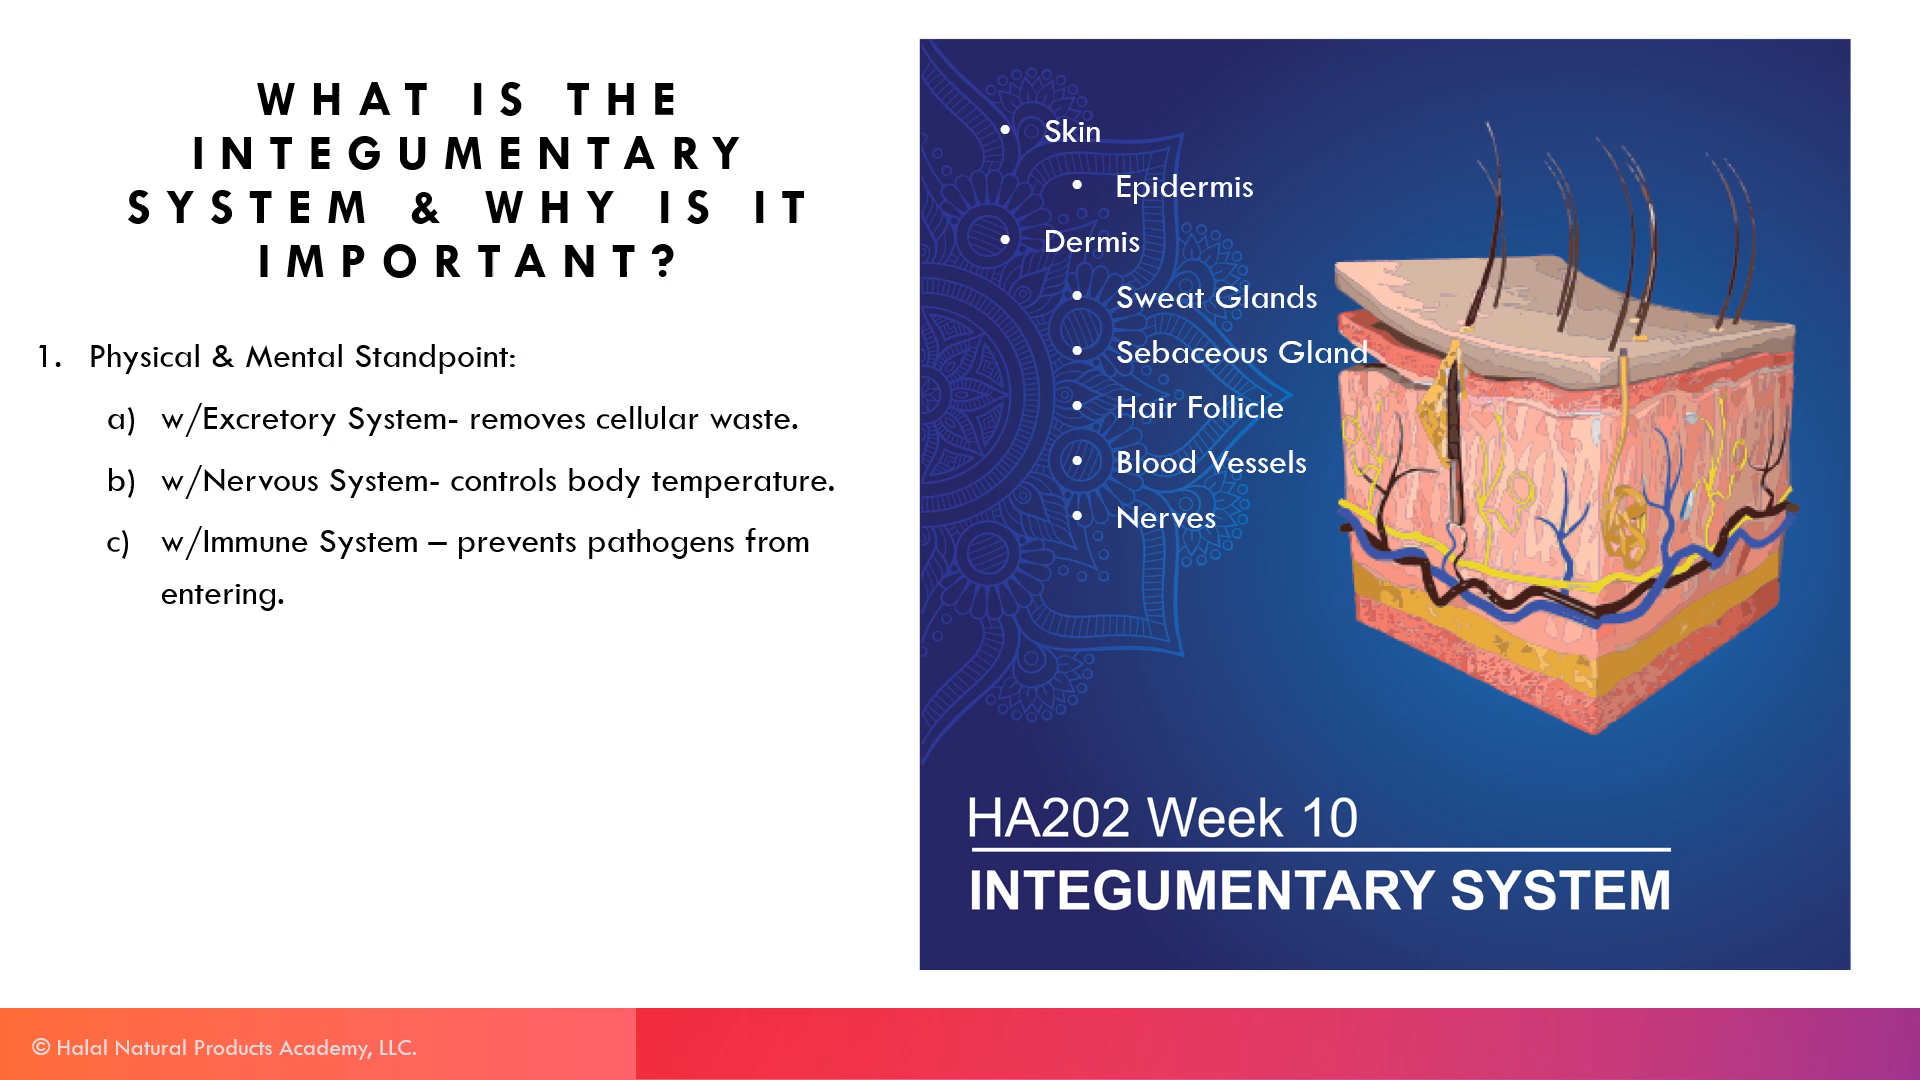 WHAT IS THE
INTEGUMENTARY
SYSTEM & WHY IS IT
IMPORTANT?
1. Physical & Mental Standpoint:
a) w/Excretory System- removes cellular waste.
b) w/Nervous System- controls body temperature.
c) w/Immune System – prevents pathogens from
entering.
• Skin
• Epidermis
• Dermis
• Sweat Glands
• Sebaceous Gland
• Hair Follicle
• Blood Vessels
• Nerves
HA202 Week 10
INTEGUMENTARY SYSTEM
© Halal Natural Products Academy, LLC.